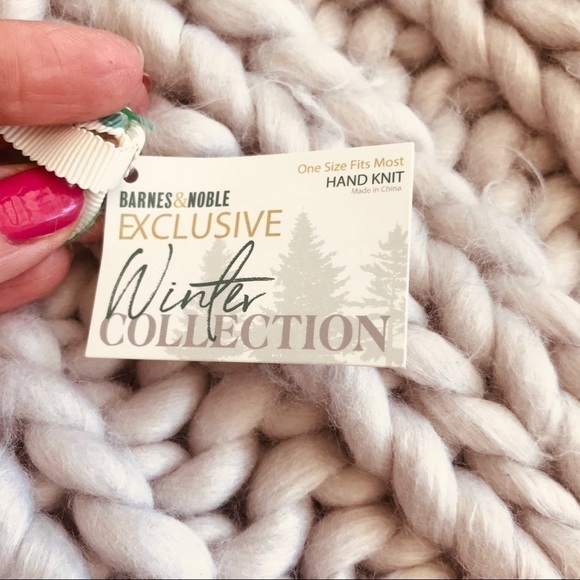 BARNES&NOBLE
EXCLUSIVE
Winter
COLLECTION
One Size Fits Most
HAND KNIT
Made in China